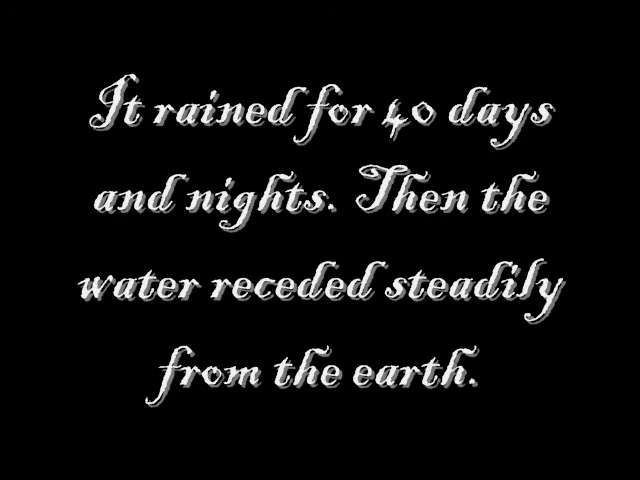 It rained for 40 days
and nights. Then the
water receded steadily
from the earth.